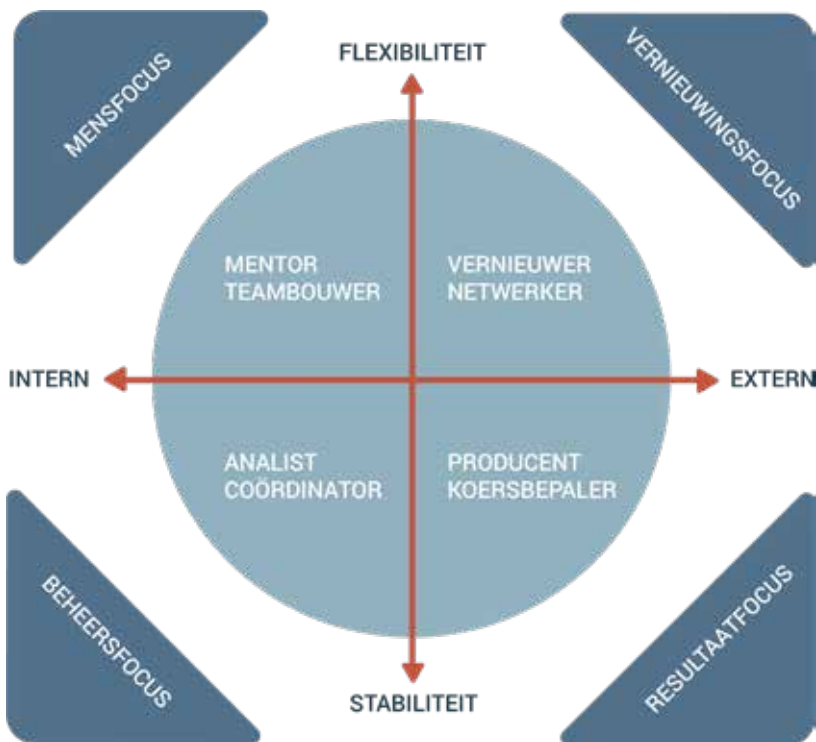 FLEXIBILITEIT
MENSFOCUS
VERNIEUWINGSFOCUS
MENTOR
TEAMBOUWER
VERNIEUWER
NETWERKER
INTERN
EXTERN
ANALIST
COÖRDINATOR
PRODUCENT
KOERSBEPALER
BEHEERSFOCUS
RESULTAATFOCUS
STABILITEIT